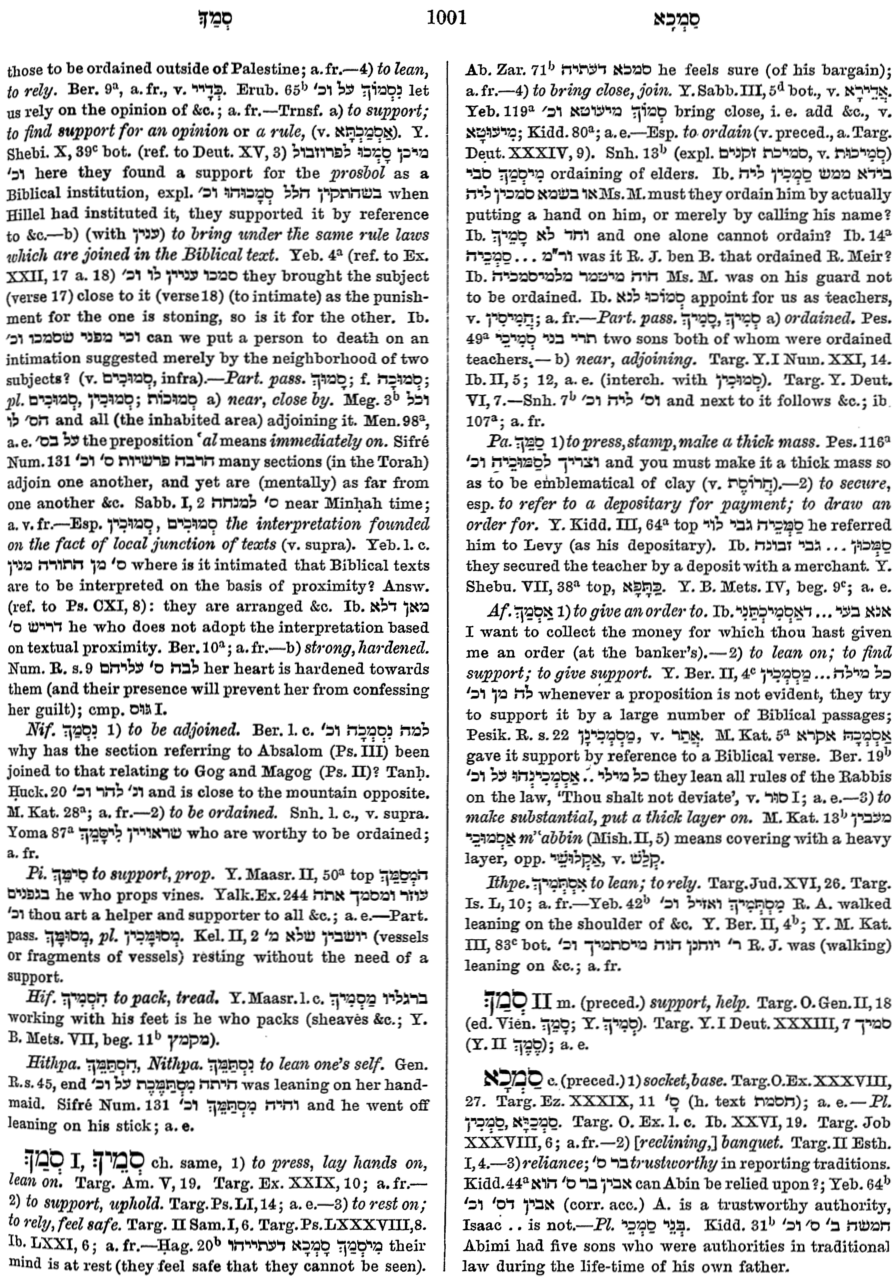 סְמַךְ
1001
סָמְכָא
those to be ordained outside of Palestine; a. fr.—4) to lean,
to rely. Ber. 9ᵃ, a. fr., v. פְּדָיֵי. Erub. 65ᵇ נִסְמוֹךְ על וכ' let
us rely on the opinion of &c.; a. fr.—Trnsf. a) to support;
to find support for an opinion or a rule, (v. אַסְמַכְתָּא). Y.
Shebi. X, 39ᶜ bot. (ref. to Deut. XV, 3) מיכן סָמְכוּ לפרוזבול
וכ' here they found a support for the prosbol as a
Biblical institution, expl. בשהתקין הלל סְמָכוּהוּ וכ' when
Hillel had instituted it, they supported it by reference
to &c.—b) (with עניין) to bring under the same rule laws
which are joined in the Biblical text. Yeb. 4ᵃ (ref. to Ex.
XXII, 17 a. 18) סמכו עניין לו וכ' they brought the subject
(verse 17) close to it (verse 18) (to intimate) as the punish-
ment for the one is stoning, so is it for the other. Ib.
וכי מפני שסמכו וכ' can we put a person to death on an
intimation suggested merely by the neighborhood of two
subjects? (v. סְמוּכִים, infra).—Part. pass. סָמוּךְ; f. סְמוּכָה;
pl. סְמוּכִים, סְמוּכִין; סְמוּכוֹת a) near, close by. Meg. 3ᵇ וכל
הס' לו and all (the inhabited area) adjoining it. Men. 98ᵃ,
a. e. על בס' the preposition 'al means immediately on. Sifré
Num. 131 הרבה פרשיות ס' וכ' many sections (in the Torah)
adjoin one another, and yet are (mentally) as far from
one another &c. Sabb. I, 2 ס' למנחה near Minḥah time;
a. v. fr.—Esp. סְמוּכִים, סְמוּכִין the interpretation founded
on the fact of local junction of texts (v. supra). Yeb. l. c.
ס' מן התורה מנין where is it intimated that Biblical texts
are to be interpreted on the basis of proximity? Answ.
(ref. to Ps. CXI, 8): they are arranged &c. Ib. מאן דלא
דריש ס' he who does not adopt the interpretation based
on textual proximity. Ber. 10ᵃ; a. fr.—b) strong, hardened.
Num. R. s. 9 לבה ס' עליהם her heart is hardened towards
them (and their presence will prevent her from confessing
her guilt); cmp. גּוּס I.
Nif. נִסְמַךְ 1) to be adjoined. Ber. l. c. למה נִסְמְכָה וכ'
why has the section referring to Absalom (Ps. III) been
joined to that relating to Gog and Magog (Ps. II)? Tanḥ.
Ḥuck. 20 ונ' להר וכ' and is close to the mountain opposite.
M. Kat. 28ᵃ; a. fr.—2) to be ordained. Snh. l. c., v. supra.
Yoma 87ᵃ שראויין לִיסָּמֵךְ who are worthy to be ordained;
a. fr.
Pi. סִימֵּךְ to support, prop. Y. Maasr. II, 50ᵃ top הַמְסַמֵּךְ
בגפנים he who props vines. Yalk. Ex. 244 עוזר ומסמך אתה
וכ' thou art a helper and supporter to all &c.; a. e.—Part.
pass. מְסוּמָּךְ, pl. מְסוּמָּכִין. Kel. II, 2 יושבין שלא מ' (vessels
or fragments of vessels) resting without the need of a
support.
Hif. הִסְמִיךְ to pack, tread. Y. Maasr. l. c. ברגליו מַסְמִיךְ
working with his feet is he who packs (sheaves &c.; Y.
B. Mets. VII, beg. 11ᵇ מקמץ).
Hithpa. הִסְתַּמֵּךְ, Nithpa. נִסְתַּמֵּךְ to lean one's self. Gen.
R. s. 45, end היתה מִסְתַּמֶּכֶת על וכ' was leaning on her hand-
maid. Sifré Num. 131 והיה מִסְתַּמֵּךְ וכ' and he went off
leaning on his stick; a. e.
סְמַךְ I, סְמִיךְ ch. same, 1) to press, lay hands on,
lean on. Targ. Am. V, 19. Targ. Ex. XXIX, 10; a. fr.—
2) to support, uphold. Targ. Ps. LI, 14; a. e.—3) to rest on;
to rely, feel safe. Targ. II Sam. I, 6. Targ. Ps. LXXXVIII, 8.
Ib. LXXI, 6; a. fr.—Ḥag. 20ᵇ מִיסְמַךְ סָמְכָא דעתייהו their
mind is at rest (they feel safe that they cannot be seen).
Ab. Zar. 71ᵇ סמכא דעתיה he feels sure (of his bargain);
a. fr.—4) to bring close, join. Y. Sabb. III, 5ᵈ bot., v. אֲדֵירָא.
Yeb. 119ᵃ סְמוֹךְ מיעוטא וכ' bring close, i. e. add &c., v.
מִיעוּטָא; Kidd. 80ᵃ; a. e.—Esp. to ordain (v. preced., a. Targ.
Deut. XXXIV, 9). Snh. 13ᵇ (expl. סמיכת זקנים, v. סְמִיכוּת)
מִיסְמַךְ סבי ordaining of elders. Ib. בידא ממש סָמְכִין ליה
או בשמא סמכין ליה Ms. M. must they ordain him by actually
putting a hand on him, or merely by calling his name?
Ib. וחד לא סָמִיךְ and one alone cannot ordain? Ib. 14ᵃ
ור"מ ... סַמְכֵיהּ was it R. J. ben B. that ordained R. Meir?
Ib. הוה מיטמר מלמיסמכיה Ms. M. was on his guard not
to be ordained. Ib. סְמוֹכוּ לנא appoint for us as teachers,
v. חֲמִיסִין; a. fr.—Part. pass. סְמִיךְ, סָמִיךְ a) ordained. Pes.
49ᵃ תרי בני סְמִיכֵי two sons both of whom were ordained
teachers.—b) near, adjoining. Targ. Y. I Num. XXI, 14.
Ib. II, 5; 12, a. e. (interch. with סְמוּכִין). Targ. Y. Deut.
VI, 7.—Snh. 7ᵇ וס' ליה וכ' and next to it follows &c.; ib.
107ᵃ; a. fr.
Pa. סַמֵּךְ 1) to press, stamp, make a thick mass. Pes. 116ᵃ
וצריך לסַמּוּכֵיהּ וכ' and you must make it a thick mass so
as to be emblematical of clay (v. חֲרוֹסֶת).—2) to secure,
esp. to refer to a depositary for payment; to draw an
order for. Y. Kidd. III, 64ᵃ top סַמְּכֵיהּ גבי לוי he referred
him to Levy (as his depositary). Ib. סַמְּכוּן ... גבי זבונה
they secured the teacher by a deposit with a merchant. Y.
Shebu. VII, 38ᵃ top, כַּתְפָא. Y. B. Mets. IV, beg. 9ᶜ; a. e.
Af. אַסְמֵךְ 1) to give an order to. Ib. אנא בעי ... דאַסְמֵיכְתָּנִי
I want to collect the money for which thou hast given
me an order (at the banker's).—2) to lean on; to find
support; to give support. Y. Ber. II, 4ᶜ כל מילה ... מַסְמְכִין
לה מן וכ' whenever a proposition is not evident, they try
to support it by a large number of Biblical passages;
Pesik. R. s. 22 מַסְמְכִינָן, v. אֲתַר. M. Kat. 5ᵃ אַסְמְכָהּ אקרא
gave it support by reference to a Biblical verse. Ber. 19ᵇ
כל מילי .. אַסְמְכִינְהוּ על וכ' they lean all rules of the Rabbis
on the law, 'Thou shalt not deviate', v. סוּר I; a. e.—3) to
make substantial, put a thick layer on. M. Kat. 13ᵇ מעבין
אַסְמוּכֵי m''abbin (Mish. II, 5) means covering with a heavy
layer, opp. אַקְלוּשֵׁי, v. קְלַשׁ.
Ithpe. אִסְתְּמִיךְ to lean; to rely. Targ. Jud. XVI, 26. Targ.
Is. L, 10; a. fr.—Yeb. 42ᵇ מִסְתְּמִיךְ ואזיל וכ' R. A. walked
leaning on the shoulder of &c. Y. Ber. II, 4ᵇ; Y. M. Kat.
III, 83ᶜ bot. ר' יוחנן הוה מיסתמיך וכ' R. J. was (walking)
leaning on &c.; a. fr.
סְמַךְ II m. (preced.) support, help. Targ. O. Gen. II, 18
(ed. Vien. סָמֵךְ; Y. סְמִיךְ). Targ. Y. I Deut. XXXIII, 7 סמיך
(Y. II סָמֵךְ); a. e.
סָמְכָא c. (preced.) 1) socket, base. Targ. O. Ex. XXXVIII,
27. Targ. Ez. XXXIX, 11 ס' (h. text חסמת); a. e.—Pl.
סָמְכַיָּא, סָמְכִין. Targ. O. Ex. l. c. Ib. XXVI, 19. Targ. Job
XXXVIII, 6; a. fr.—2) [reclining,] banquet. Targ. II Esth.
I, 4.—3) reliance; בר ס' trustworthy in reporting traditions.
Kidd. 44ᵃ אבין בר ס' הוא can Abin be relied upon?; Yeb. 64ᵇ
אבין דס' וכ' (corr. acc.) A. is a trustworthy authority,
Isaac .. is not.—Pl. בְּנֵי סָמְכֵי. Kidd. 31ᵇ חמשה ב' ס' וכ'
Abimi had five sons who were authorities in traditional
law during the life-time of his own father.